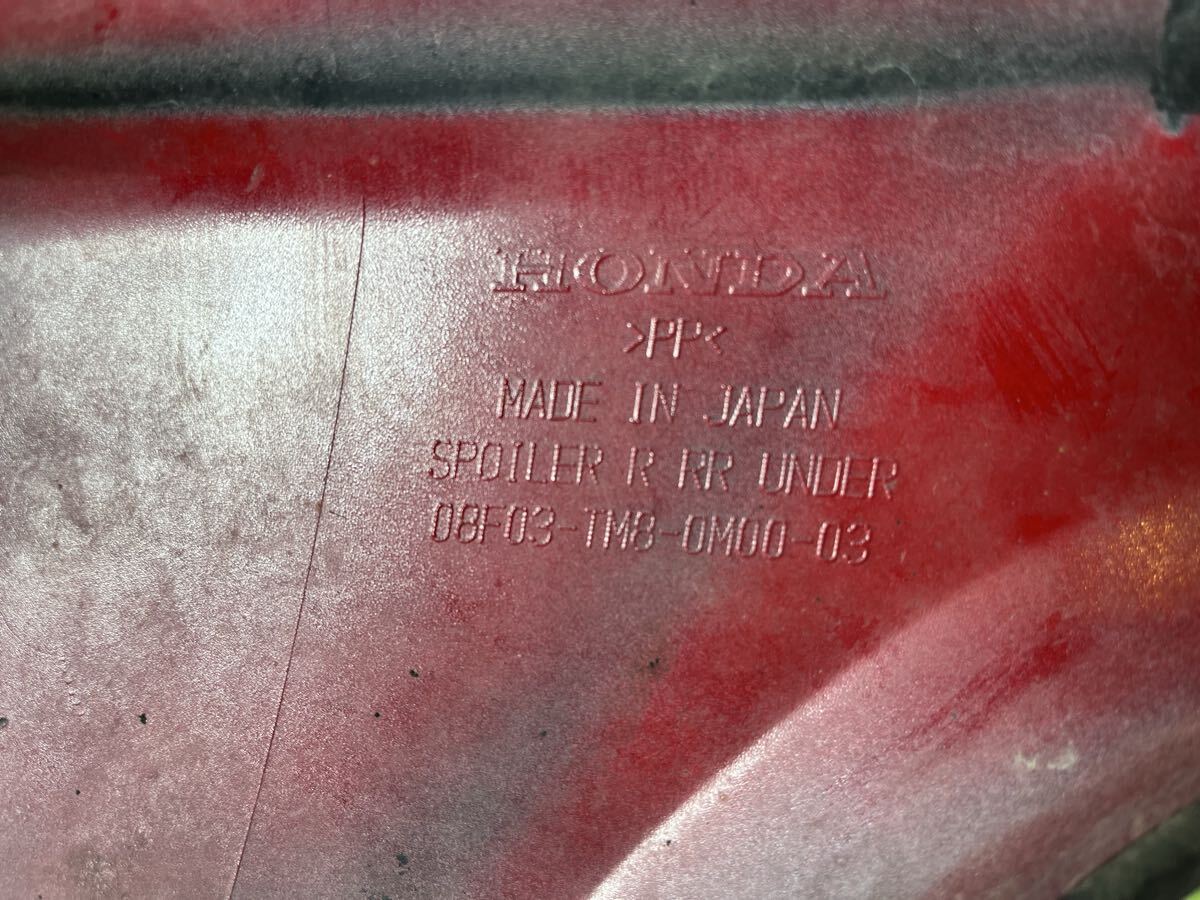 HONDA
>PP<
MADE IN JAPAN
SPOILER R RR UNDER
08F03-TM8-0M00-03